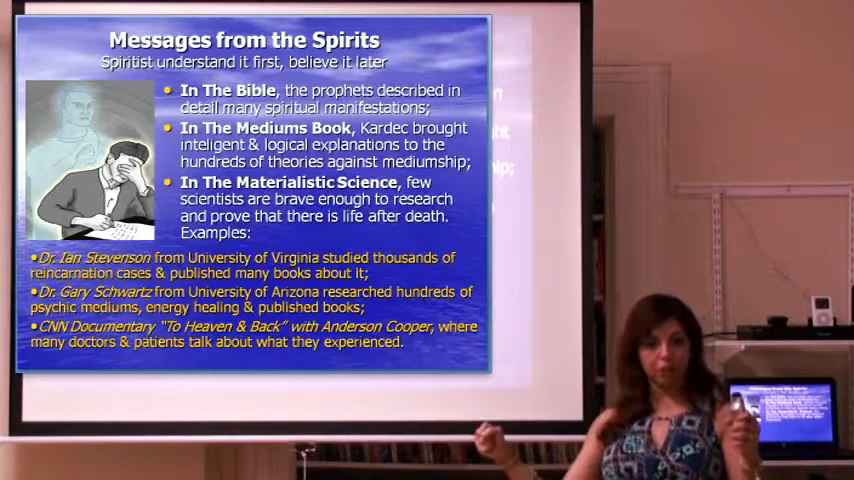 Messages from the Spirits
Spiritist understand it first, believe it later
• In The Bible, the prophets described in
detail many spiritual manifestations;
• In The Mediums Book, Kardec brought
inteligent & logical explanations to the
hundreds of theories against mediumship;
• In The Materialistic Science, few
scientists are brave enough to research
and prove that there is life after death.
Examples:
•Dr. Ian Stevenson from University of Virginia studied thousands of
reincarnation cases & published many books about it;
•Dr. Gary Schwartz from University of Arizona researched hundreds of
psychic mediums, energy healing & published books;
•CNN Documentary "To Heaven & Back" with Anderson Cooper, where
many doctors & patients talk about what they experienced.
Messages from the Spirits